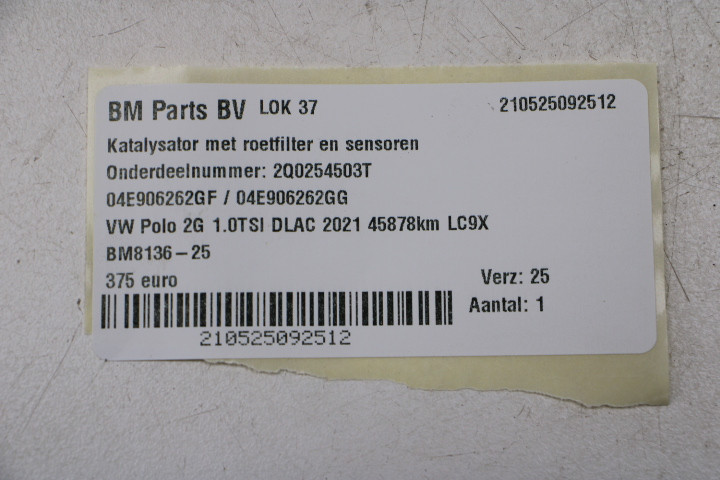 BM Parts BV LOK 37 210525092512
Katalysator met roetfilter en sensoren
Onderdeelnummer: 2Q0254503T
04E906262GF / 04E906262GG
VW Polo 2G 1.0TSI DLAC 2021 45878km LC9X
BM8136-25
375 euro Verz: 25
Aantal: 1
210525092512